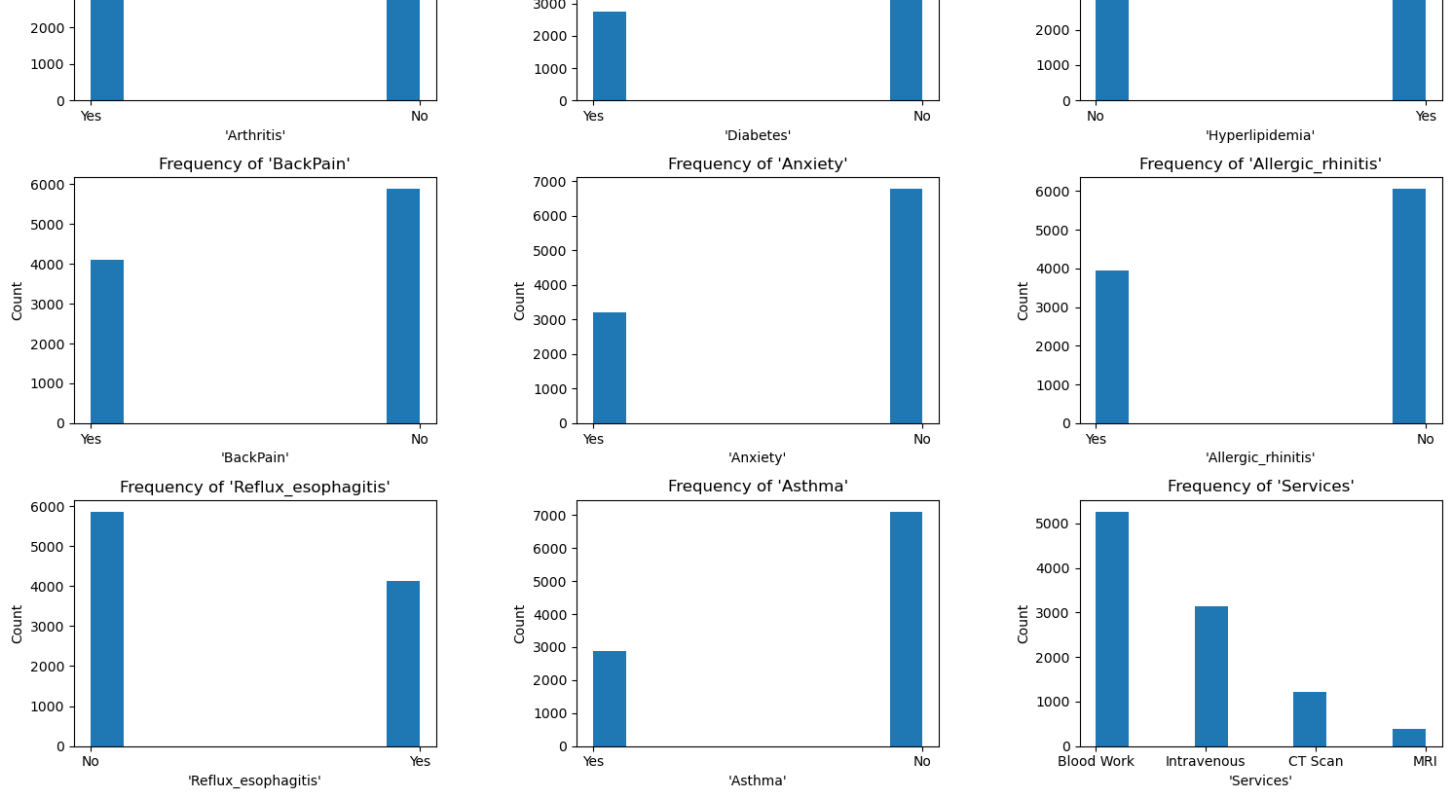 2000
1000
0
Yes No
'Arthritis'
3000
2000
1000
0
Yes No
'Diabetes'
2000
1000
0
No Yes
'Hyperlipidemia'
Frequency of 'BackPain'
Count
6000
5000
4000
3000
2000
1000
0
Yes No
'BackPain'
Frequency of 'Anxiety'
Count
7000
6000
5000
4000
3000
2000
1000
0
Yes No
'Anxiety'
Frequency of 'Allergic_rhinitis'
Count
6000
5000
4000
3000
2000
1000
0
Yes No
'Allergic_rhinitis'
Frequency of 'Reflux_esophagitis'
Count
6000
5000
4000
3000
2000
1000
0
No Yes
'Reflux_esophagitis'
Frequency of 'Asthma'
Count
7000
6000
5000
4000
3000
2000
1000
0
Yes No
'Asthma'
Frequency of 'Services'
Count
5000
4000
3000
2000
1000
0
Blood Work Intravenous CT Scan MRI
'Services'